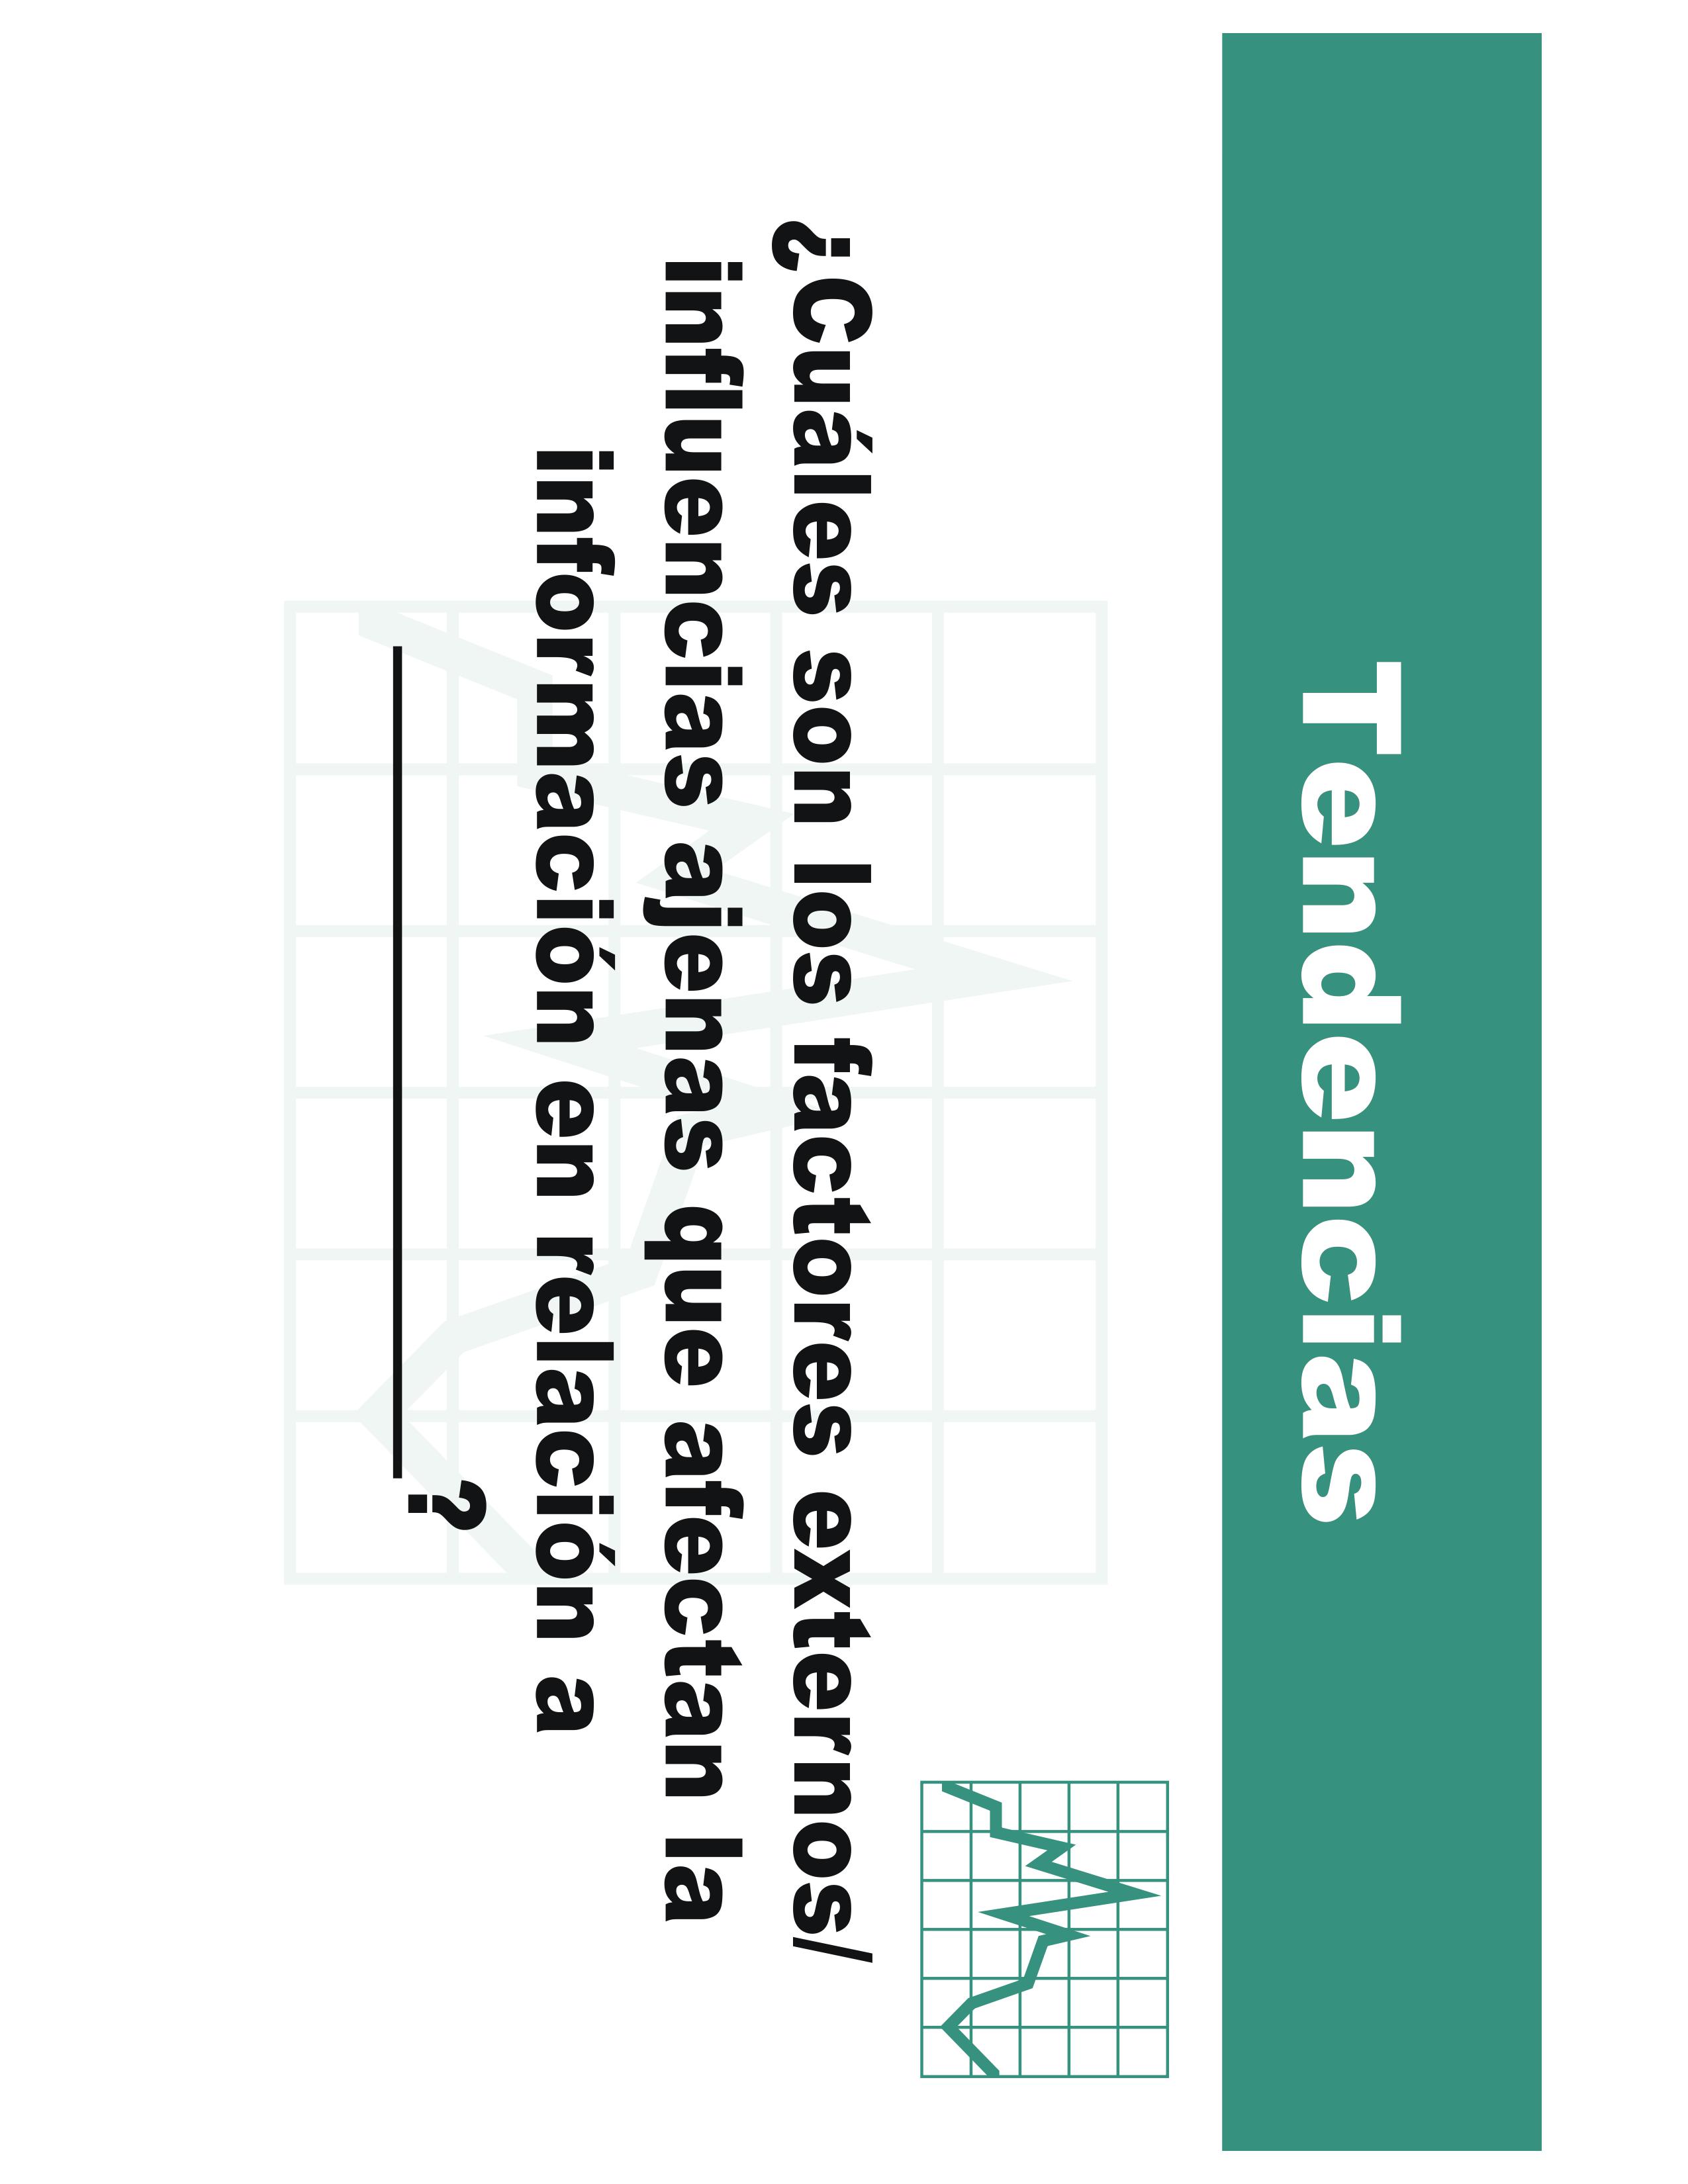 Tendencias
¿Cuáles son los factores externos/
influencias ajenas que afectan la
información en relación a
____________________?